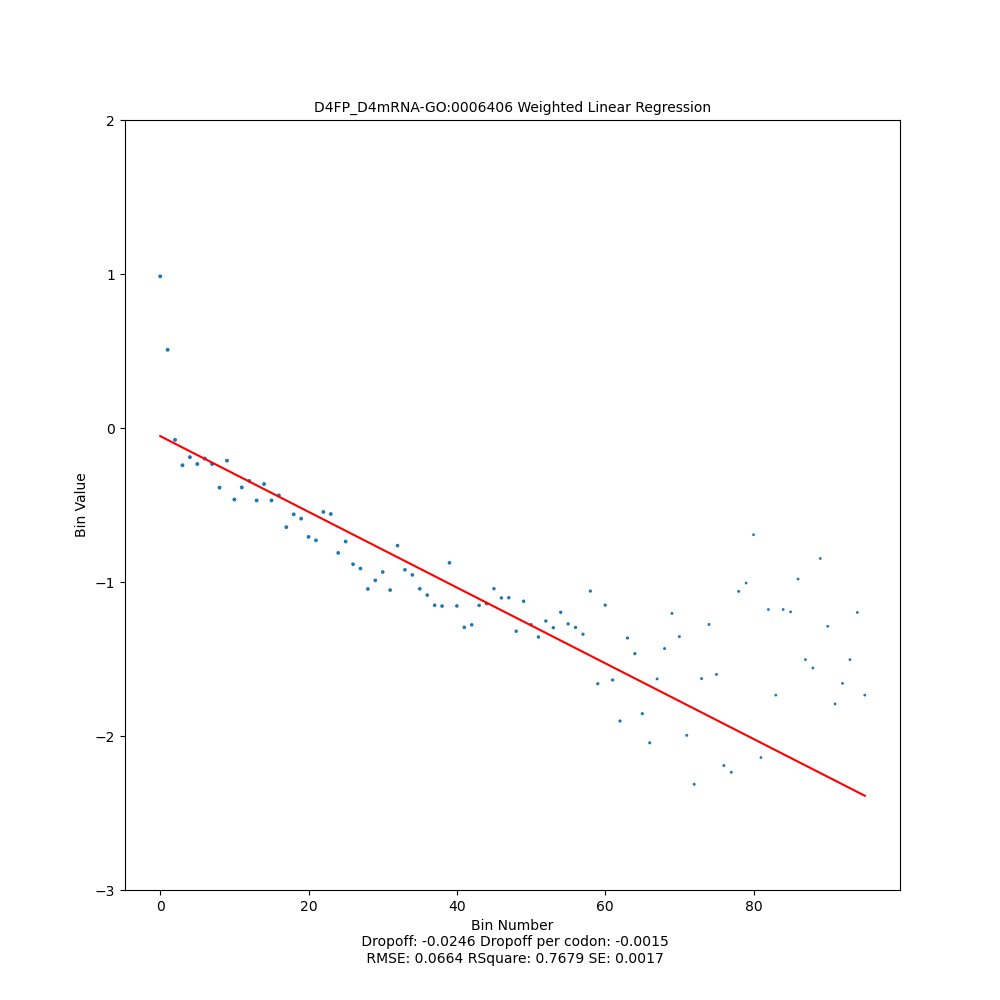 D4FP_D4mRNA-GO:0006406 Weighted Linear Regression
2
1
0
−1
−2
−3
Bin Value
0 20 40 60 80
Bin Number
Dropoff: -0.0246 Dropoff per codon: -0.0015
RMSE: 0.0664 RSquare: 0.7679 SE: 0.0017